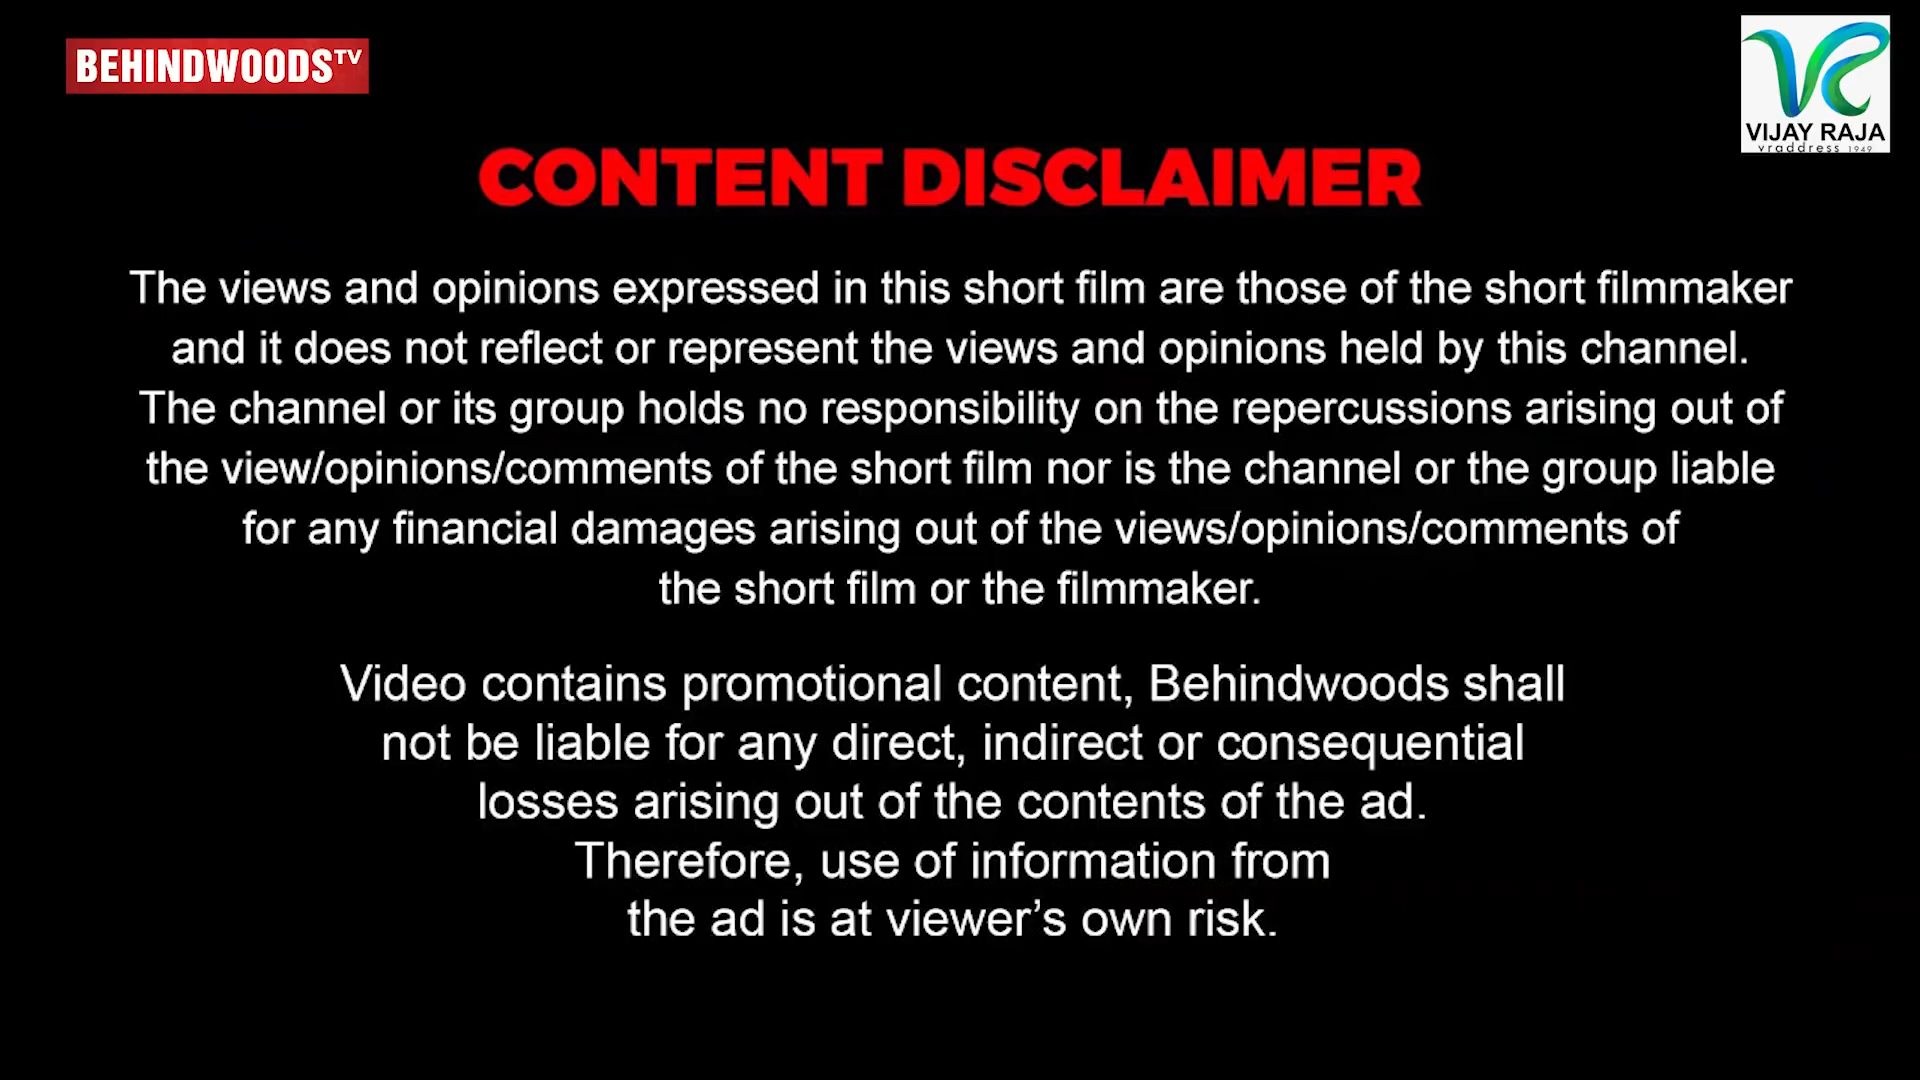 BEHINDWOODSTV
VIJAY RAJA
vraddress 1949
CONTENT DISCLAIMER
The views and opinions expressed in this short film are those of the short filmmaker
and it does not reflect or represent the views and opinions held by this channel.
The channel or its group holds no responsibility on the repercussions arising out of
the view/opinions/comments of the short film nor is the channel or the group liable
for any financial damages arising out of the views/opinions/comments of
the short film or the filmmaker.
Video contains promotional content, Behindwoods shall
not be liable for any direct, indirect or consequential
losses arising out of the contents of the ad.
Therefore, use of information from
the ad is at viewer’s own risk.